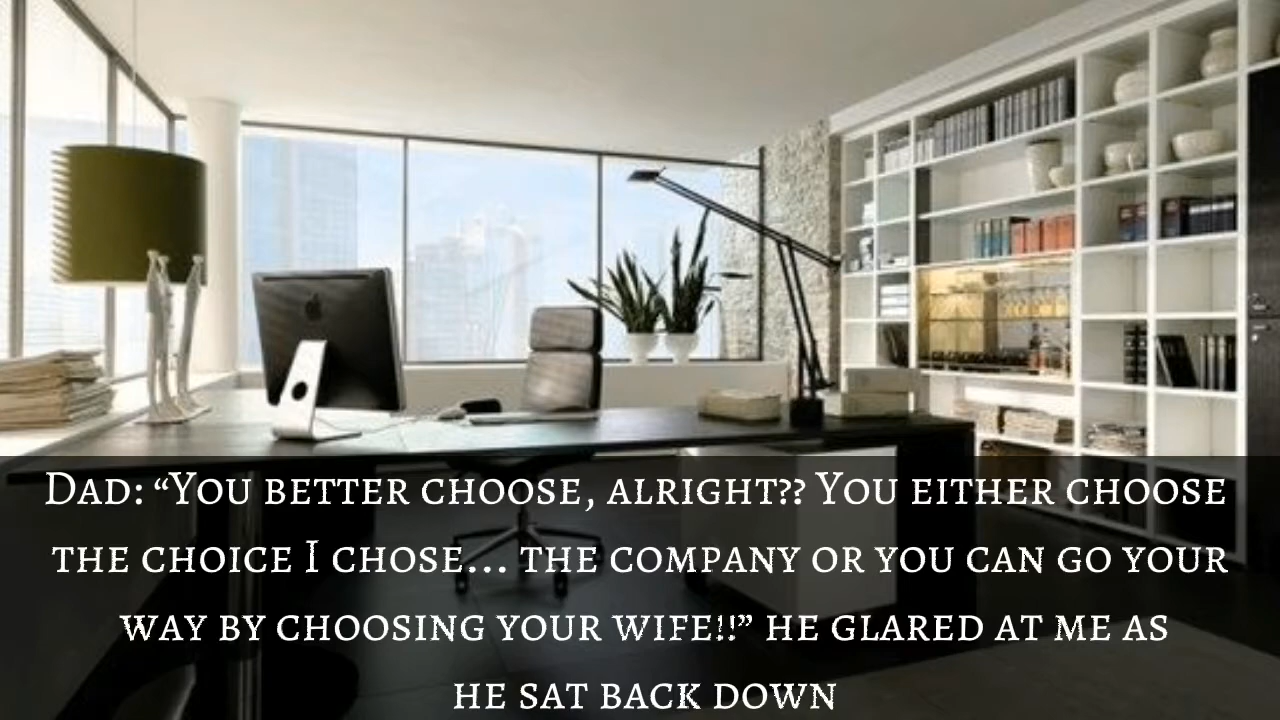 Dad: “You better choose, alright?? You either choose
the choice I chose... the company or you can go your
way by choosing your wife!!” he glared at me as
he sat back down